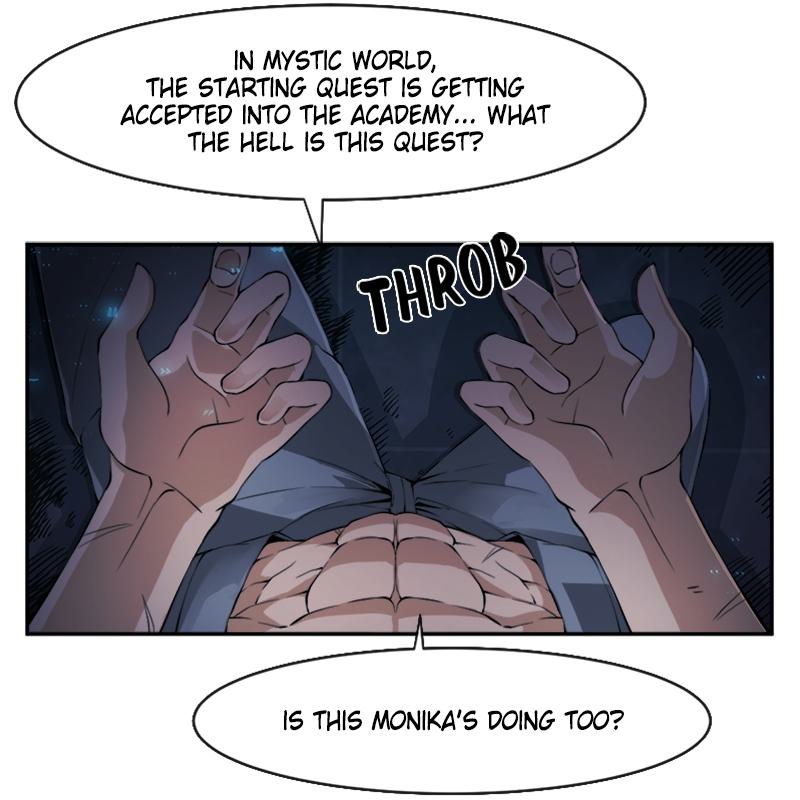 IN MYSTIC WORLD,
THE STARTING QUEST IS GETTING
ACCEPTED INTO THE ACADEMY... WHAT
THE HELL IS THIS QUEST?
THROB
IS THIS MONIKA'S DOING TOO?